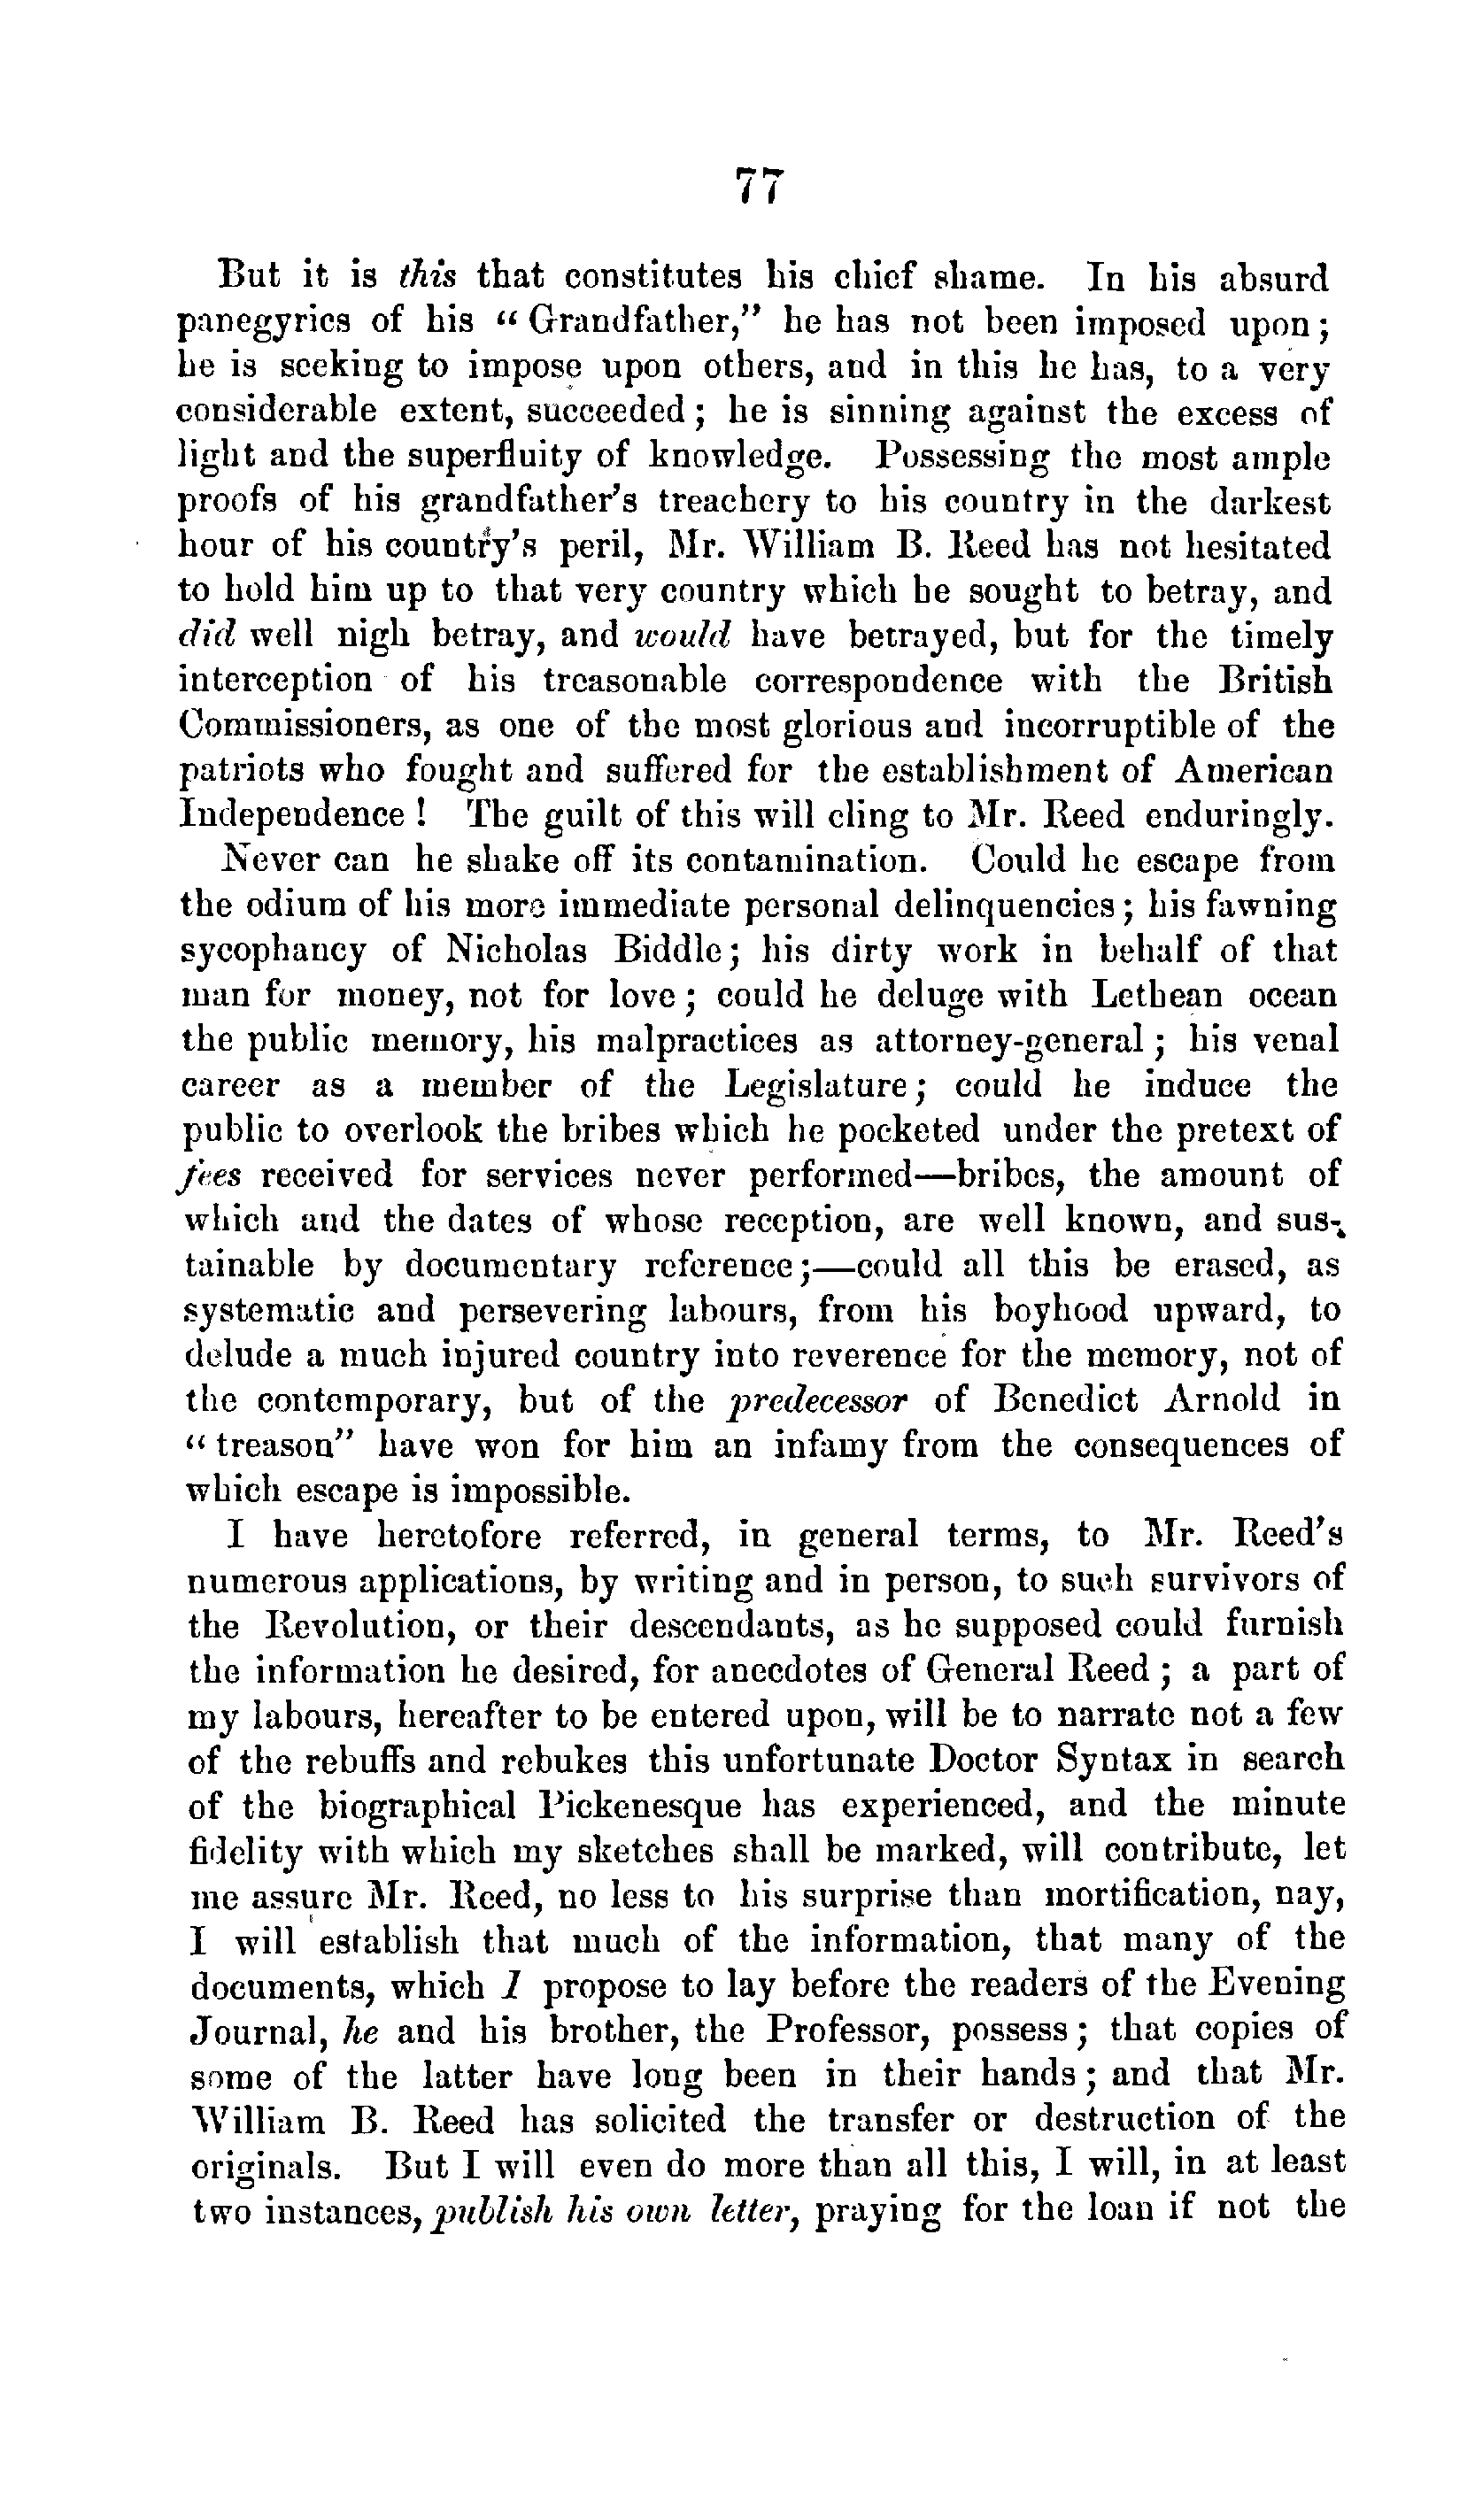 77
But it is this that constitutes his chief shame. In his absurd
panegyrics of his "Grandfather," he has not been imposed upon;
he is seeking to impose upon others, and in this he has, to a very
considerable extent, succeeded; he is sinning against the excess of
light and the superfluity of knowledge. Possessing the most ample
proofs of his grandfather's treachery to his country in the darkest
hour of his country's peril, Mr. William B. Reed has not hesitated
to hold him up to that very country which he sought to betray, and
did well nigh betray, and would have betrayed, but for the timely
interception of his treasonable correspondence with the British
Commissioners, as one of the most glorious and incorruptible of the
patriots who fought and suffered for the establishment of American
Independence! The guilt of this will cling to Mr. Reed enduringly.
Never can he shake off its contamination. Could he escape from
the odium of his more immediate personal delinquencies; his fawning
sycophancy of Nicholas Biddle; his dirty work in behalf of that
man for money, not for love; could he deluge with Lethean ocean
the public memory, his malpractices as attorney-general; his venal
career as a member of the Legislature; could he induce the
public to overlook the bribes which he pocketed under the pretext of
fees received for services never performed—bribes, the amount of
which and the dates of whose reception, are well known, and sus-
tainable by documentary reference;—could all this be erased, as
systematic and persevering labours, from his boyhood upward, to
delude a much injured country into reverence for the memory, not of
the contemporary, but of the predecessor of Benedict Arnold in
"treason" have won for him an infamy from the consequences of
which escape is impossible.
I have heretofore referred, in general terms, to Mr. Reed's
numerous applications, by writing and in person, to such survivors of
the Revolution, or their descendants, as he supposed could furnish
the information he desired, for anecdotes of General Reed; a part of
my labours, hereafter to be entered upon, will be to narrate not a few
of the rebuffs and rebukes this unfortunate Doctor Syntax in search
of the biographical Pickenesque has experienced, and the minute
fidelity with which my sketches shall be marked, will contribute, let
me assure Mr. Reed, no less to his surprise than mortification, nay,
I will establish that much of the information, that many of the
documents, which I propose to lay before the readers of the Evening
Journal, he and his brother, the Professor, possess; that copies of
some of the latter have long been in their hands; and that Mr.
William B. Reed has solicited the transfer or destruction of the
originals. But I will even do more than all this, I will, in at least
two instances, publish his own letter, praying for the loan if not the